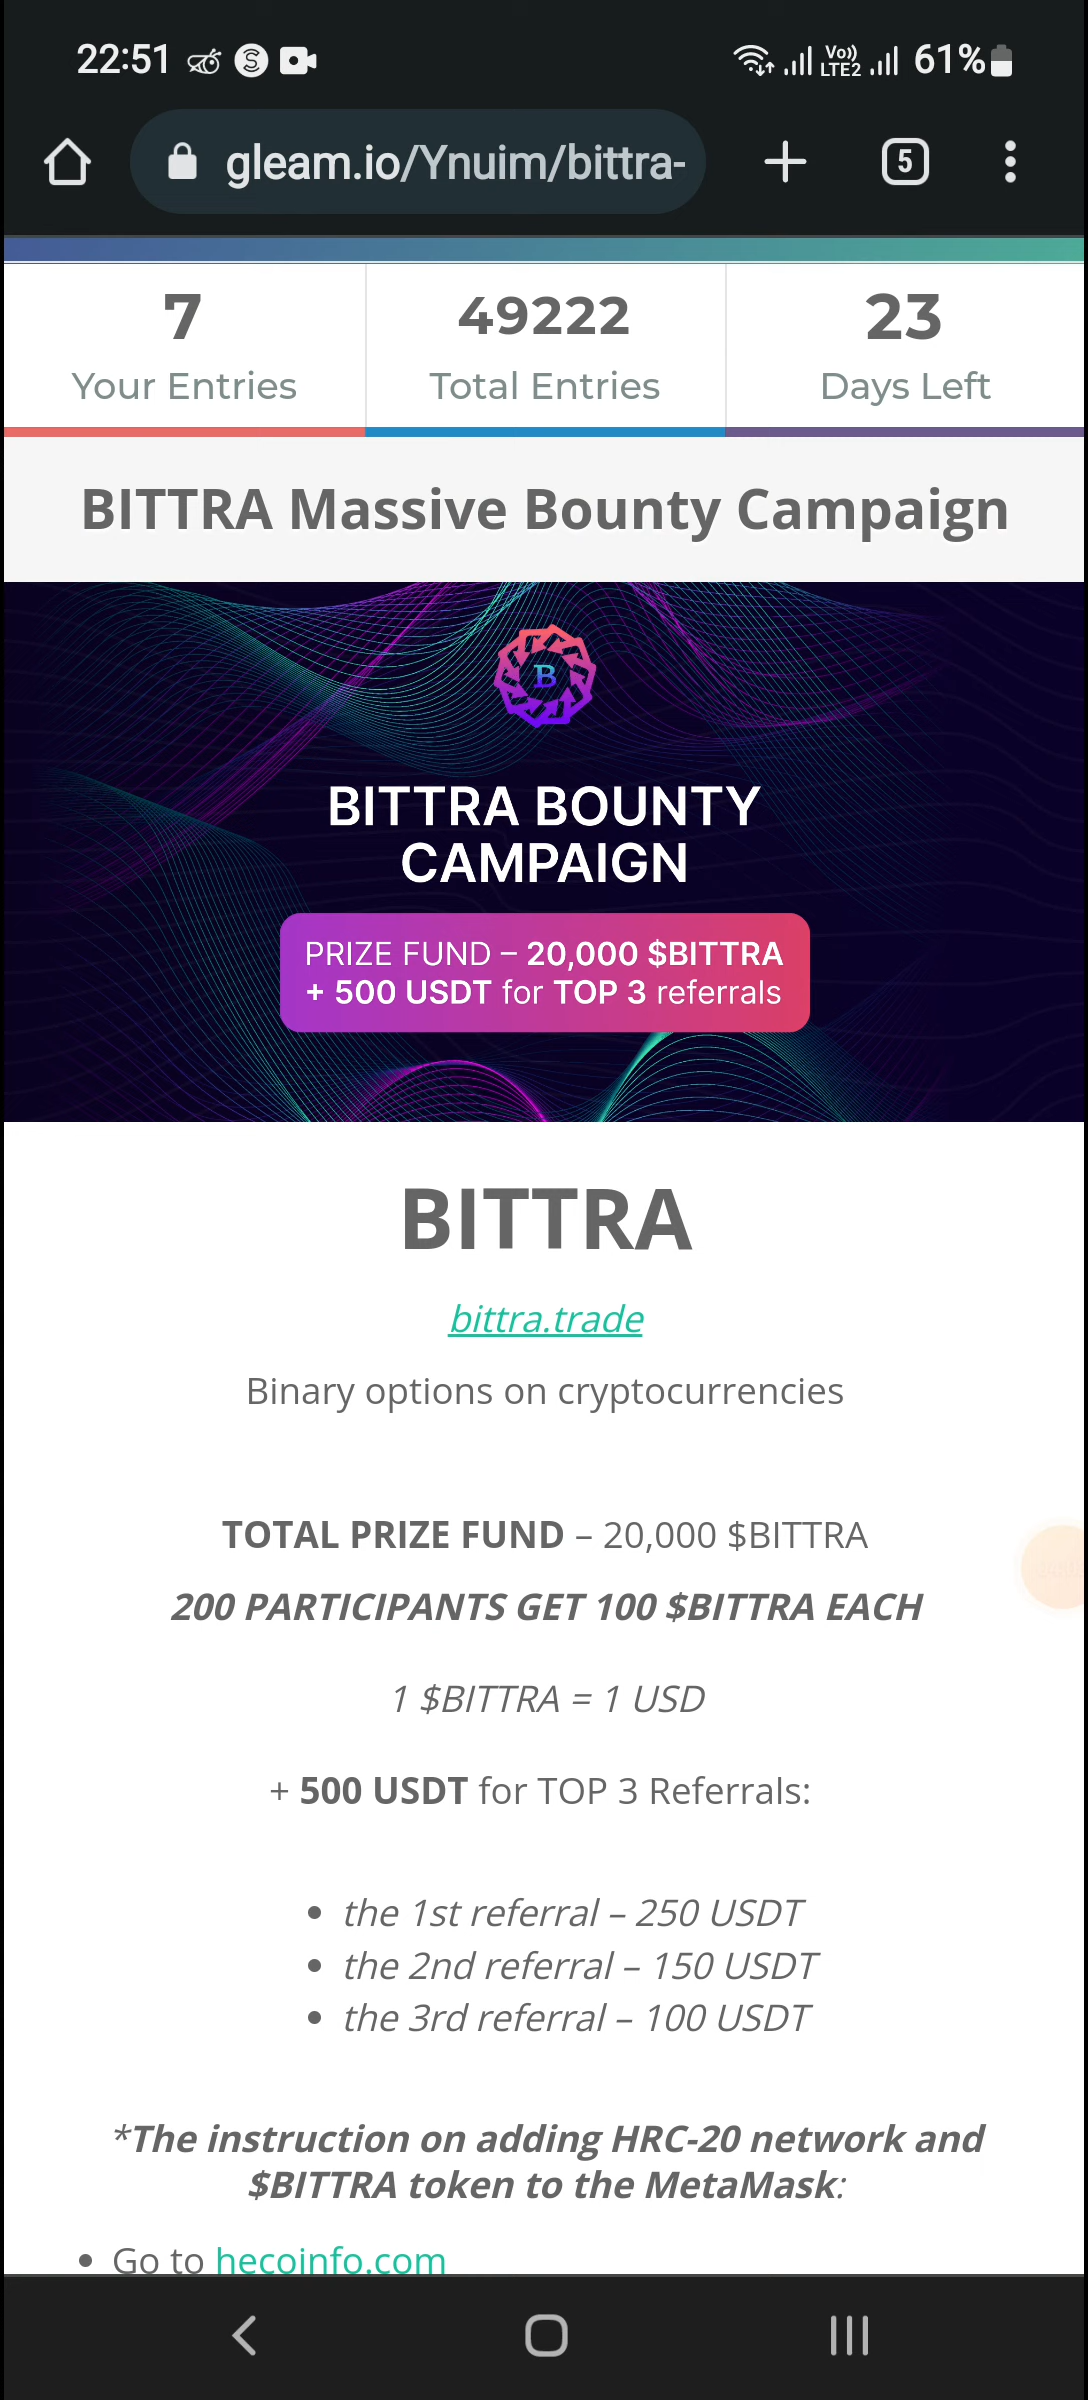 22:51
Vo))
LTE2
61%
gleam.io/Ynuim/bittra-
5
7
49222
23
Your Entries
Total Entries
Days Left
BITTRA Massive Bounty Campaign
B
BITTRA BOUNTY
CAMPAIGN
PRIZE FUND – 20,000 $BITTRA
+ 500 USDT for TOP 3 referrals
BITTRA
bittra.trade
Binary options on cryptocurrencies
TOTAL PRIZE FUND – 20,000 $BITTRA
200 PARTICIPANTS GET 100 $BITTRA EACH
1 $BITTRA = 1 USD
+ 500 USDT for TOP 3 Referrals:
• the 1st referral – 250 USDT
• the 2nd referral – 150 USDT
• the 3rd referral – 100 USDT
*The instruction on adding HRC-20 network and
$BITTRA token to the MetaMask:
• Go to hecoinfo.com